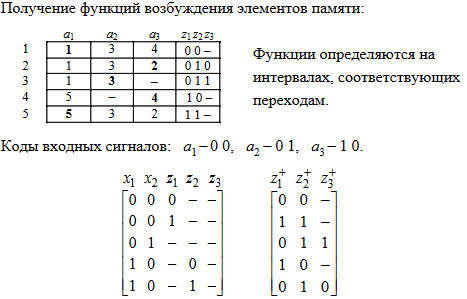 Получение функций возбуждения элементов памяти:
a₁ a₂ a₃ z₁z₂z₃
1 1 3 4 0 0 –
2 1 3 2 0 1 0
3 1 3 – 0 1 1
4 5 – 4 1 0 –
5 5 3 2 1 1 –
Функции определяются на
интервалах, соответствующих
переходам.
Коды входных сигналов: a₁ – 0 0, a₂ – 0 1, a₃ – 1 0.
x₁ x₂ z₁ z₂ z₃ z₁⁺ z₂⁺ z₃⁺
0 0 0 – – 0 0 –
0 0 1 – – 1 1 –
0 1 – – – 0 1 1
1 0 – 0 – 1 0 –
1 0 – 1 – 0 1 0